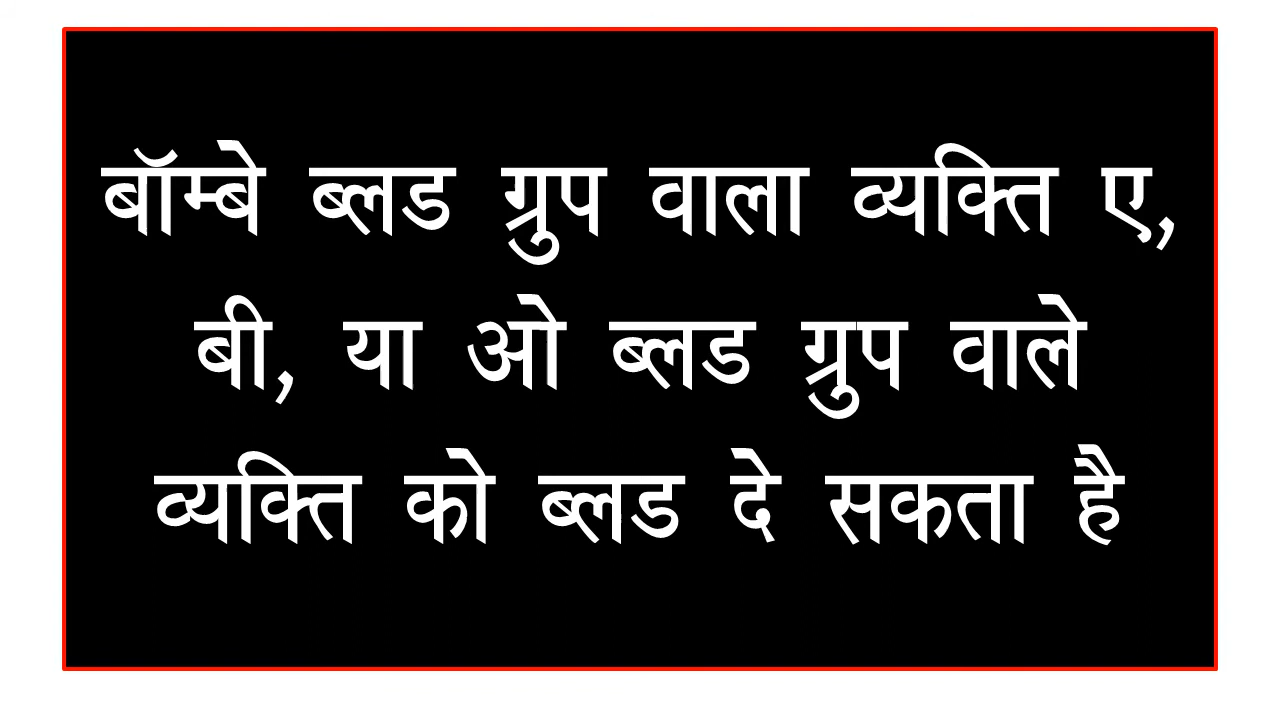 बॉम्बे ब्लड ग्रुप वाला व्यक्ति ए,
बी, या ओ ब्लड ग्रुप वाले
व्यक्ति को ब्लड दे सकता है